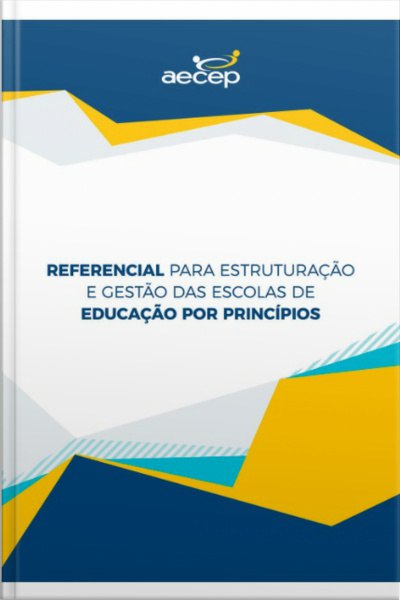 aecep
REFERENCIAL PARA ESTRUTURAÇÃO
E GESTÃO DAS ESCOLAS DE
EDUCAÇÃO POR PRINCÍPIOS